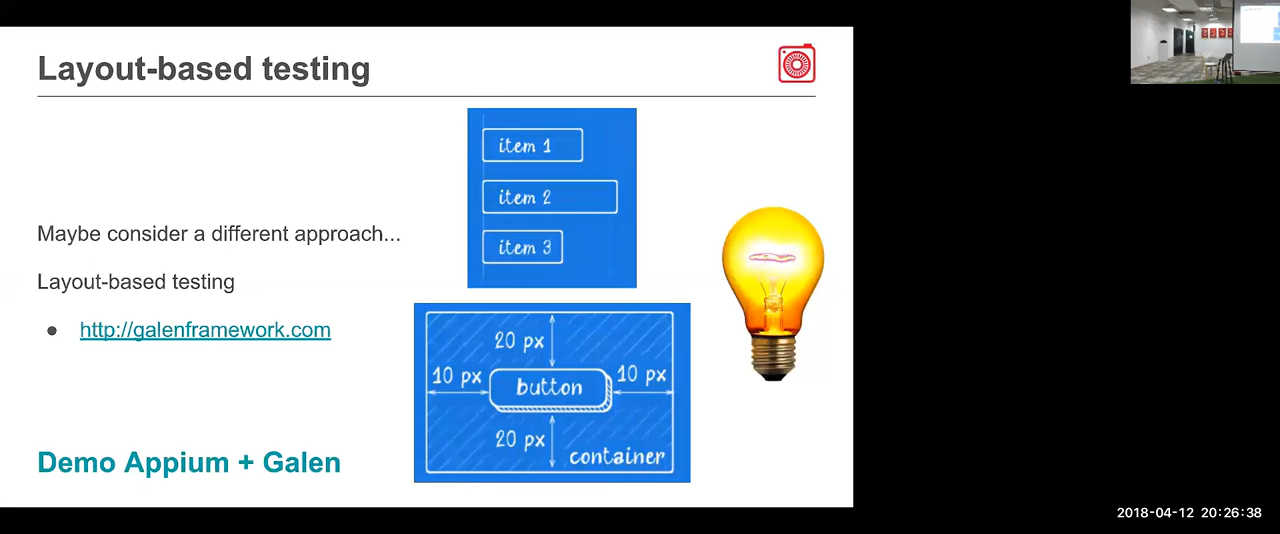 Layout-based testing
item 1
item 2
item 3
Maybe consider a different approach...
Layout-based testing
● http://galenframework.com
20 px
10 px
button
10 px
20 px
container
Demo Appium + Galen
2018-04-12 20:26:38